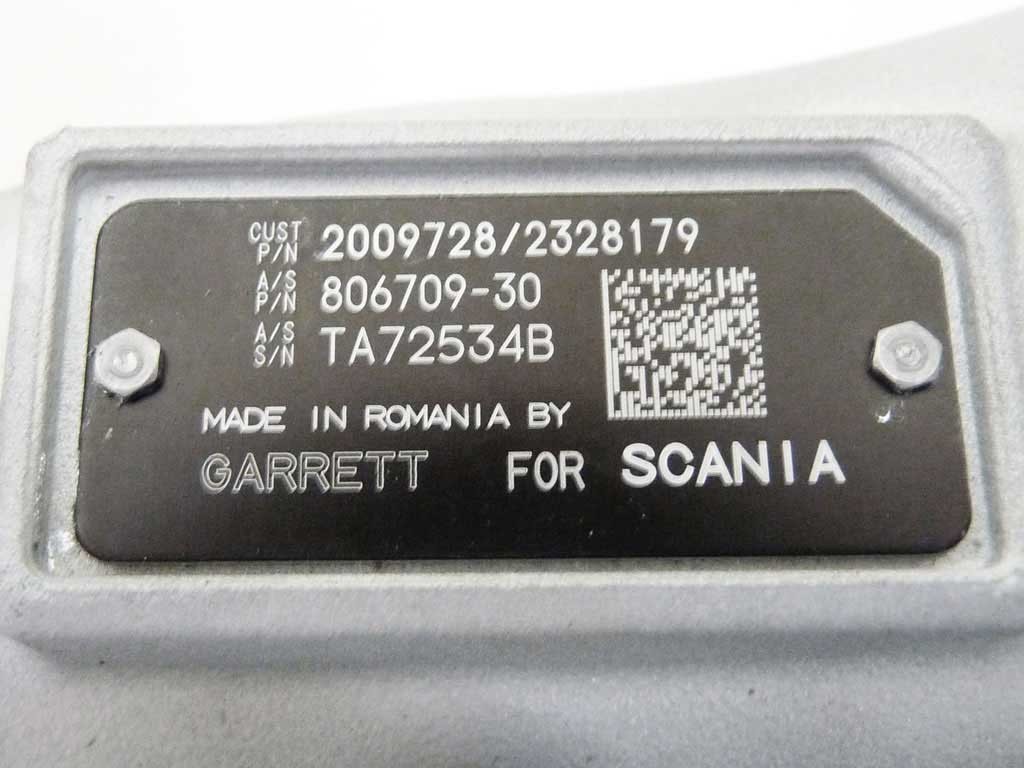 CUST P/N 2009728/2328179
A/S P/N 806709-30
A/S S/N TA72534B
MADE IN ROMANIA BY
GARRETT FOR SCANIA